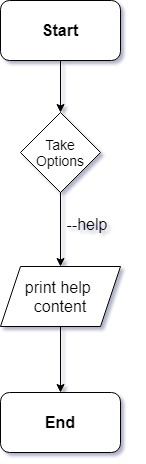 Start
Take
Options
--help
print help
content
End